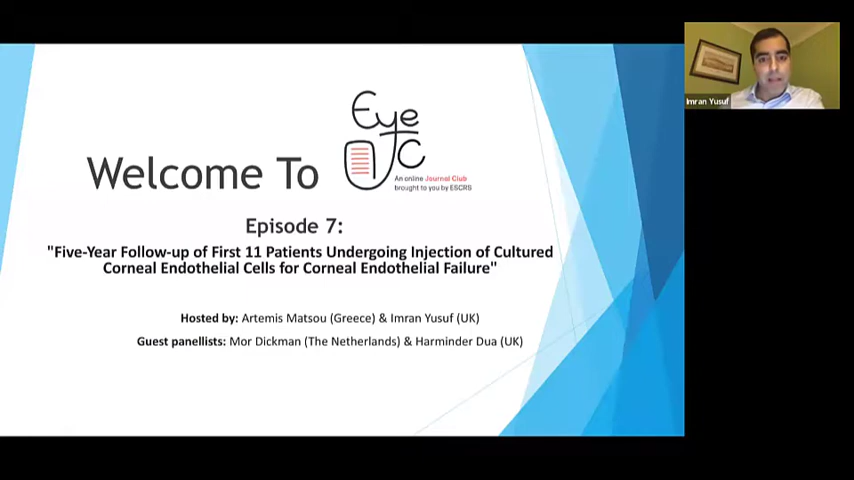 Welcome To
Eye
JC
An online Journal Club
brought to you by ESCRS
Episode 7:
"Five-Year Follow-up of First 11 Patients Undergoing Injection of Cultured
Corneal Endothelial Cells for Corneal Endothelial Failure"
Hosted by: Artemis Matsou (Greece) & Imran Yusuf (UK)
Guest panellists: Mor Dickman (The Netherlands) & Harminder Dua (UK)
Imran Yusuf